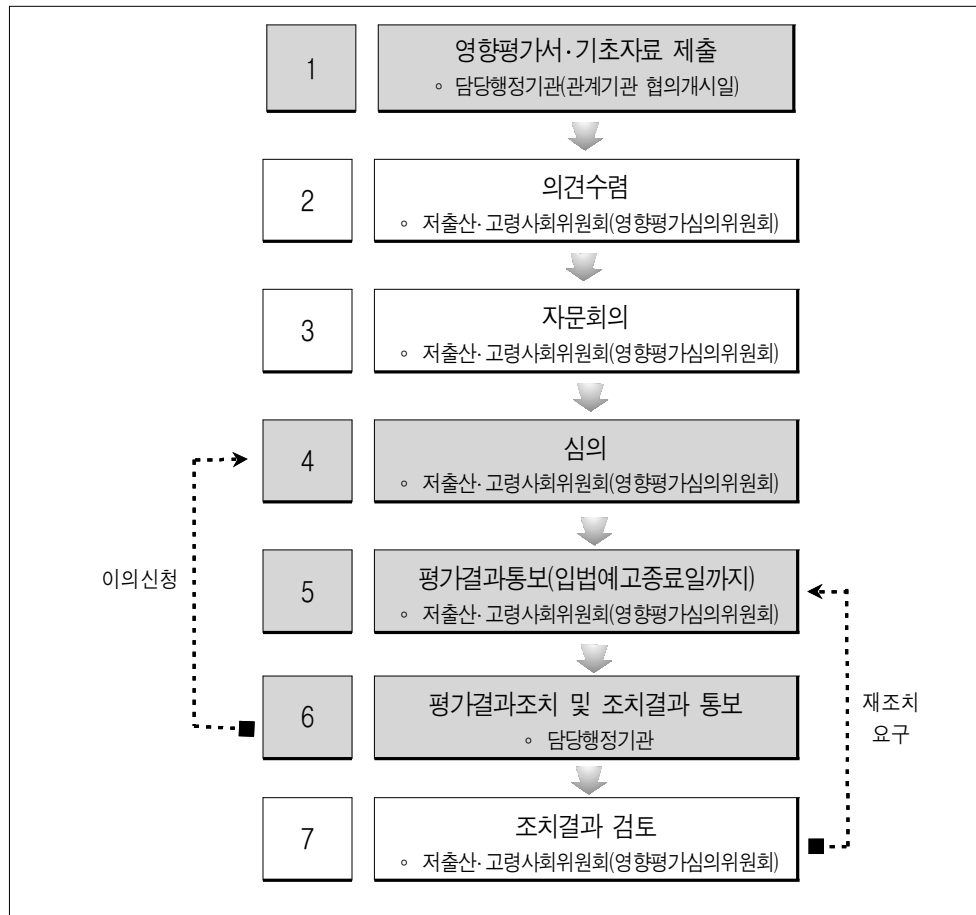 1
영향평가서·기초자료 제출
◦ 담당행정기관(관계기관 협의개시일)
2
의견수렴
◦ 저출산·고령사회위원회(영향평가심의위원회)
3
자문회의
◦ 저출산·고령사회위원회(영향평가심의위원회)
4
심의
◦ 저출산·고령사회위원회(영향평가심의위원회)
이의신청
5
평가결과통보(입법예고종료일까지)
◦ 저출산·고령사회위원회(영향평가심의위원회)
6
평가결과조치 및 조치결과 통보
◦ 담당행정기관
재조치
요구
7
조치결과 검토
◦ 저출산·고령사회위원회(영향평가심의위원회)